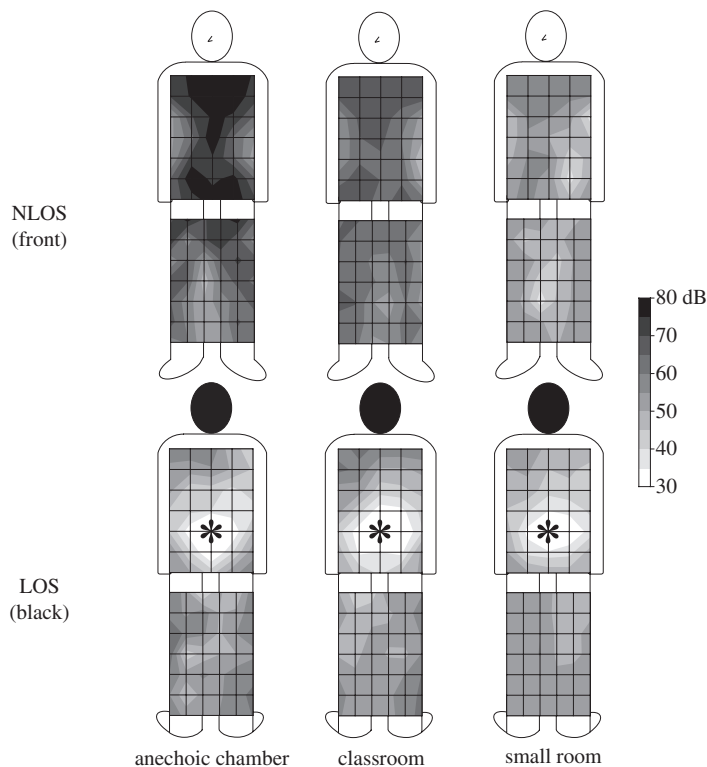 NLOS
(front)
80 dB
70
60
50
40
30
LOS
(black)
anechoic chamber
classroom
small room